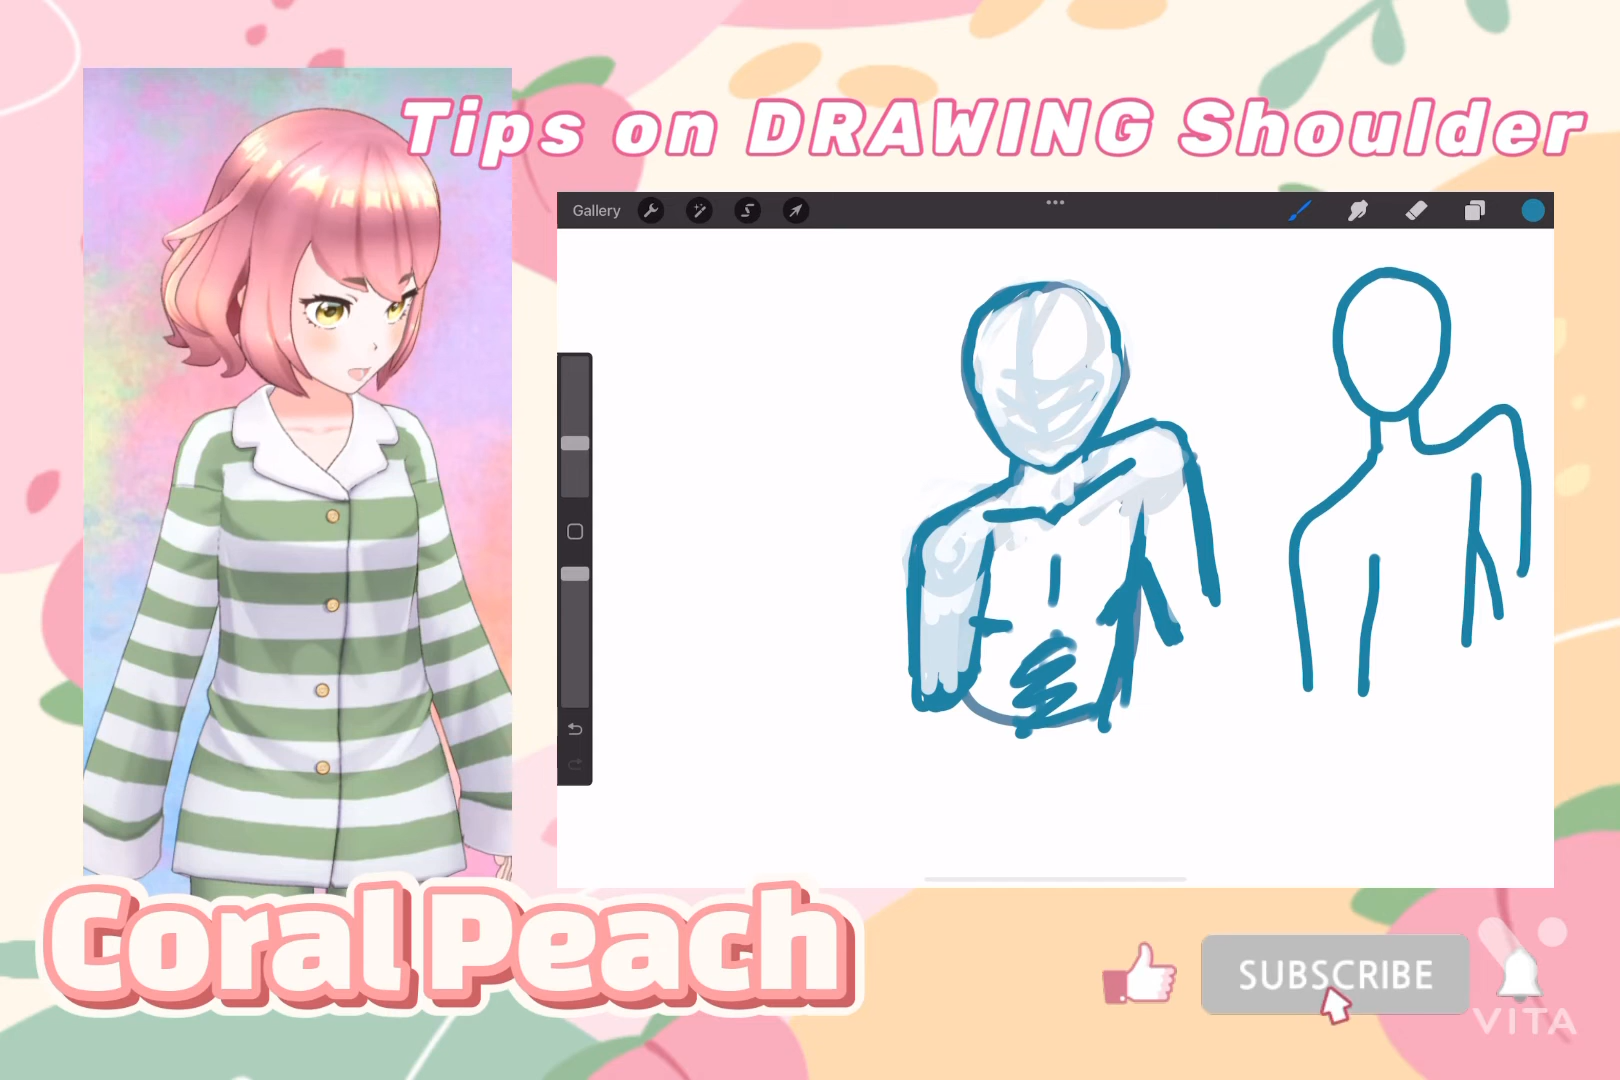 Tips on DRAWING Shoulder
Gallery
Coral Peach
SUBSCRIBE
VITA